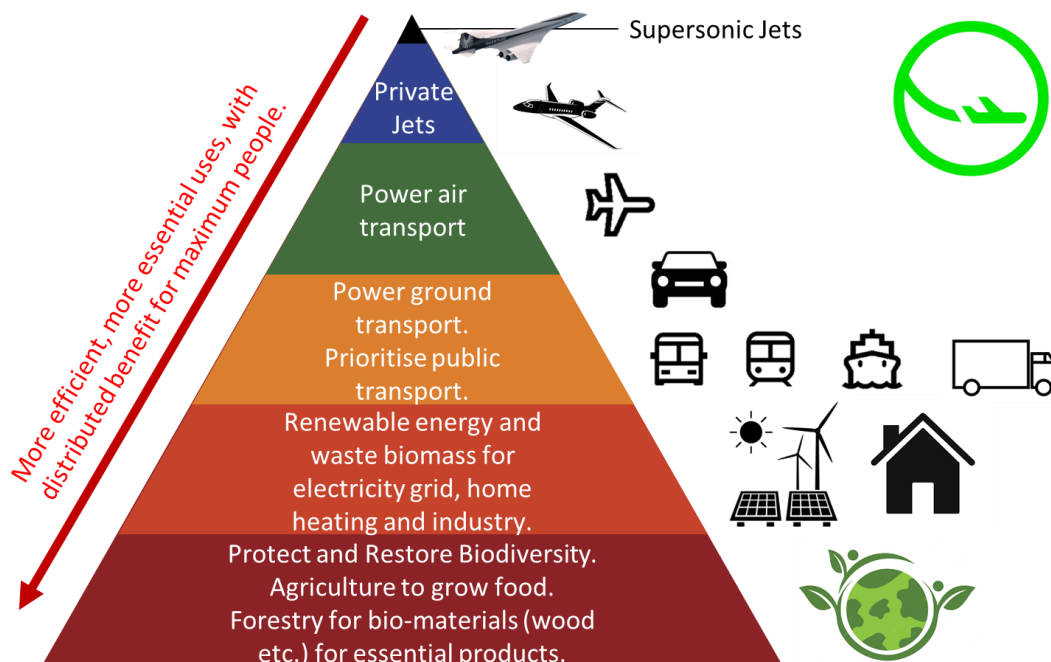 Supersonic Jets
Private
Jets
More efficient, more essential uses, with
distributed benefit for maximum people.
Power air
transport
Power ground
transport.
Prioritise public
transport.
Renewable energy and
waste biomass for
electricity grid, home
heating and industry.
Protect and Restore Biodiversity.
Agriculture to grow food.
Forestry for bio-materials (wood
etc.) for essential products.